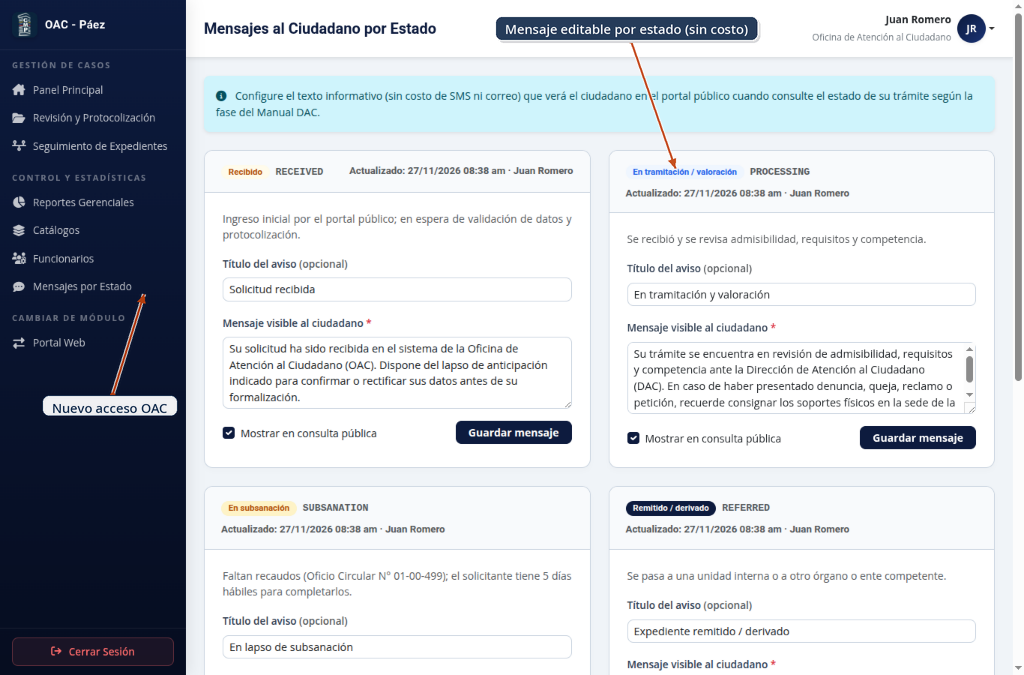 OAC - Páez
GESTIÓN DE CASOS
Panel Principal
Revisión y Protocolización
Seguimiento de Expedientes
CONTROL Y ESTADÍSTICAS
Reportes Gerenciales
Catálogos
Funcionarios
Mensajes por Estado
CAMBIAR DE MÓDULO
Portal Web
Nuevo acceso OAC
Cerrar Sesión
Mensajes al Ciudadano por Estado
Mensaje editable por estado (sin costo)
Juan Romero
Oficina de Atención al Ciudadano
JR
Configure el texto informativo (sin costo de SMS ni correo) que verá el ciudadano en el portal público cuando consulte el estado de su trámite según la
fase del Manual DAC.
Recibido RECEIVED Actualizado: 27/11/2026 08:38 am · Juan Romero
Ingreso inicial por el portal público; en espera de validación de datos y
protocolización.
Título del aviso (opcional)
Solicitud recibida
Mensaje visible al ciudadano *
Su solicitud ha sido recibida en el sistema de la Oficina de
Atención al Ciudadano (OAC). Dispone del lapso de anticipación
indicado para confirmar o rectificar sus datos antes de su
formalización.
Mostrar en consulta pública
Guardar mensaje
En tramitación / valoración PROCESSING
Actualizado: 27/11/2026 08:38 am · Juan Romero
Se recibió y se revisa admisibilidad, requisitos y competencia.
Título del aviso (opcional)
En tramitación y valoración
Mensaje visible al ciudadano *
Su trámite se encuentra en revisión de admisibilidad, requisitos
y competencia ante la Dirección de Atención al Ciudadano
(DAC). En caso de haber presentado denuncia, queja, reclamo o
petición, recuerde consignar los soportes físicos en la sede de la
Mostrar en consulta pública
Guardar mensaje
En subsanación SUBSANATION
Actualizado: 27/11/2026 08:38 am · Juan Romero
Faltan recaudos (Oficio Circular N° 01-00-499); el solicitante tiene 5 días
hábiles para completarlos.
Título del aviso (opcional)
En lapso de subsanación
Remitido / derivado REFERRED
Actualizado: 27/11/2026 08:38 am · Juan Romero
Se pasa a una unidad interna o a otro órgano o ente competente.
Título del aviso (opcional)
Expediente remitido / derivado
Mensaje visible al ciudadano *